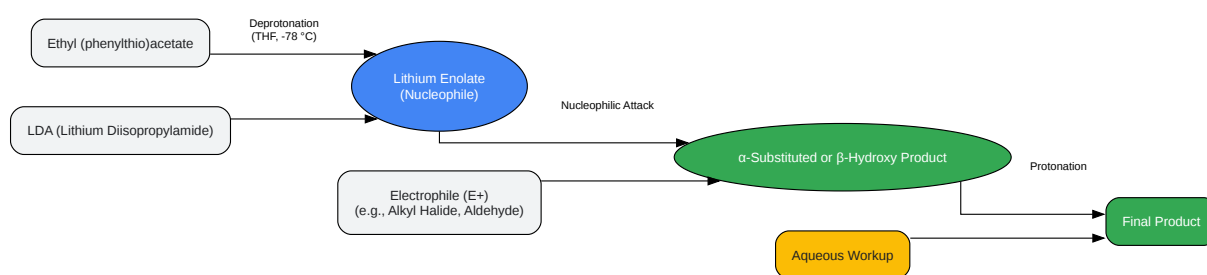 Ethyl (phenylthio)acetate
Deprotonation
(THF, -78 °C)
LDA (Lithium Diisopropylamide)
Lithium Enolate
(Nucleophile)
Nucleophilic Attack
Electrophile (E+)
(e.g., Alkyl Halide, Aldehyde)
α-Substituted or β-Hydroxy Product
Protonation
Aqueous Workup
Final Product